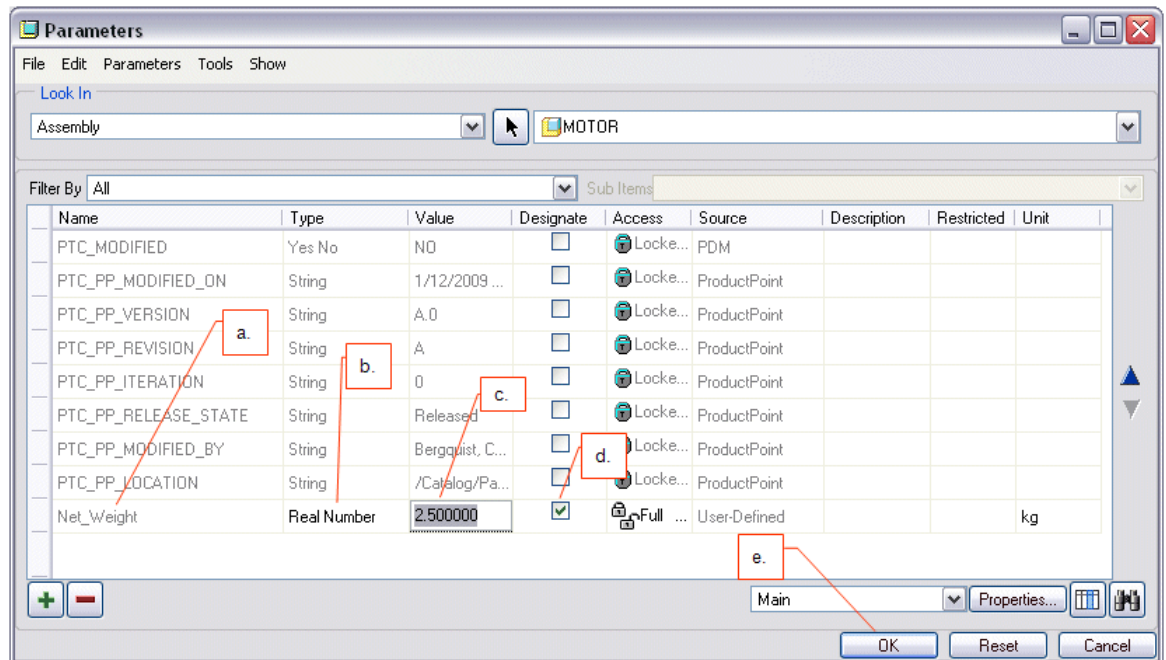 Parameters
File Edit Parameters Tools Show
Look In
Assembly MOTOR
Filter By All Sub Items
Name Type Value Designate Access Source Description Restricted Unit
PTC_MODIFIED Yes No NO Locke... PDM
PTC_PP_MODIFIED_ON String 1/12/2009 ... Locke... ProductPoint
PTC_PP_VERSION String A.0 Locke... ProductPoint
a.
PTC_PP_REVISION String A Locke... ProductPoint
b.
PTC_PP_ITERATION String 0 Locke... ProductPoint
c.
PTC_PP_RELEASE_STATE String Released Locke... ProductPoint
PTC_PP_MODIFIED_BY String Bergquist, C... Locke... ProductPoint
d.
PTC_PP_LOCATION String /Catalog/Pa... Locke... ProductPoint
Net_Weight Real Number 2.500000 Full ... User-Defined kg
e.
Main Properties...
OK Reset Cancel